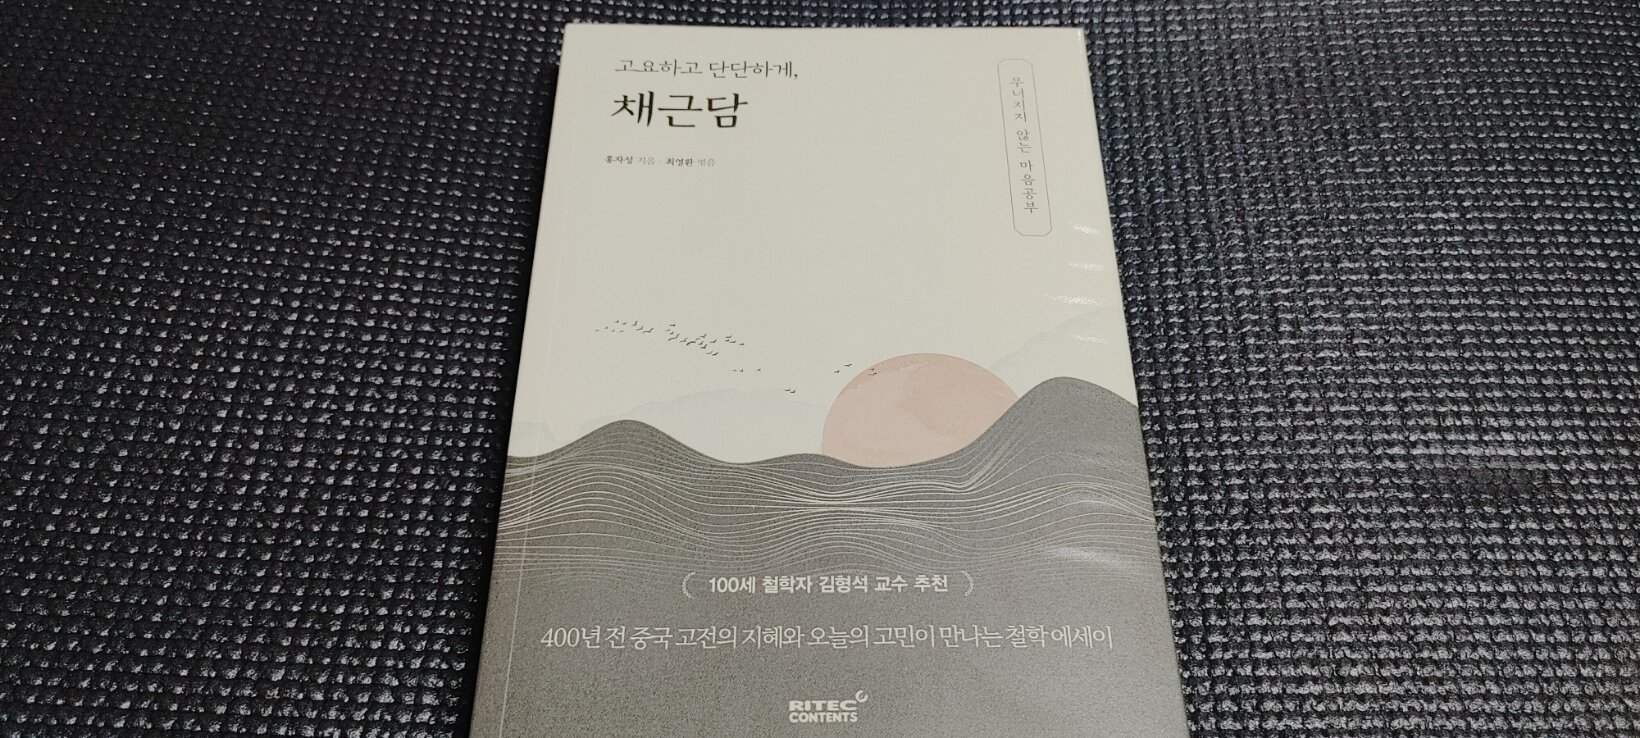 고요하고 단단하게,
채근담
홍자성 지음 · 최영환 엮음
무너지지 않는 마음공부
100세 철학자 김형석 교수 추천
400년 전 중국 고전의 지혜와 오늘의 고민이 만나는 철학 에세이
RITEC
CONTENTS